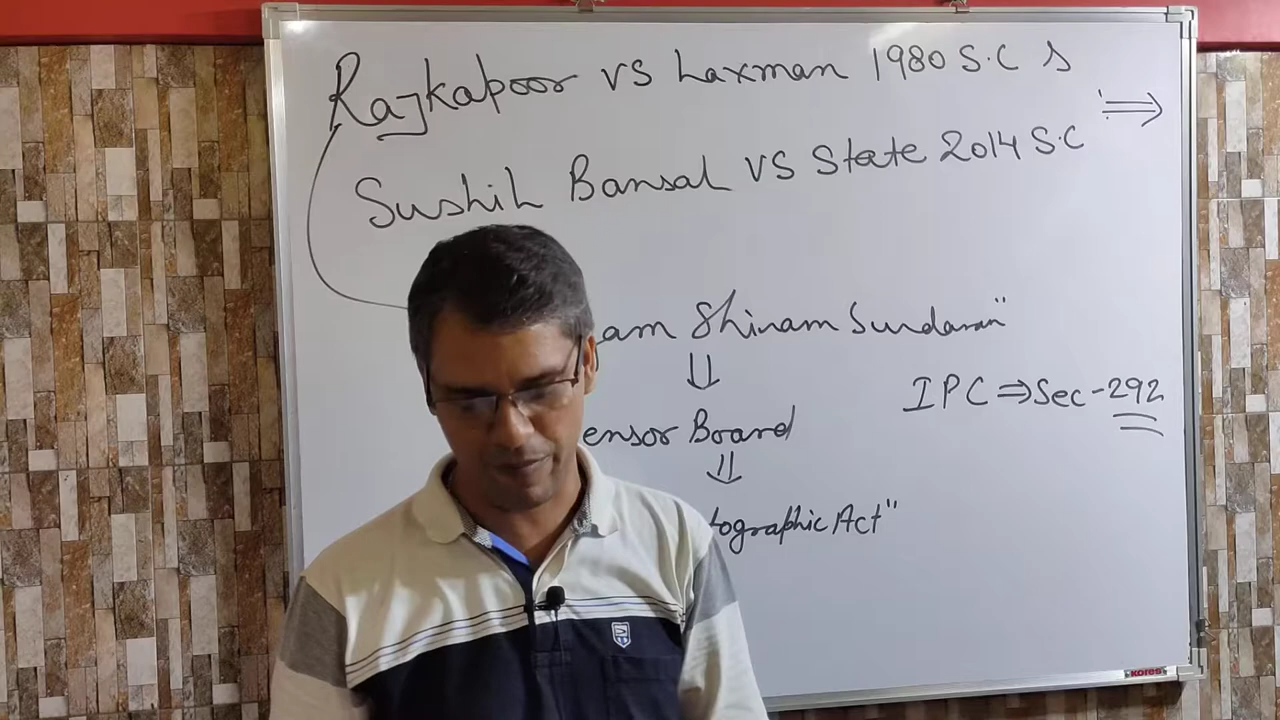 Rajkapoor vs Laxman 1980 S.C s
⇒
Sushil Bansal VS State 2014 S.C
am Shivam Sundaram"
⇓
IPC ⇒ Sec-292
ensor Board
⇓
tographic Act"
KORES